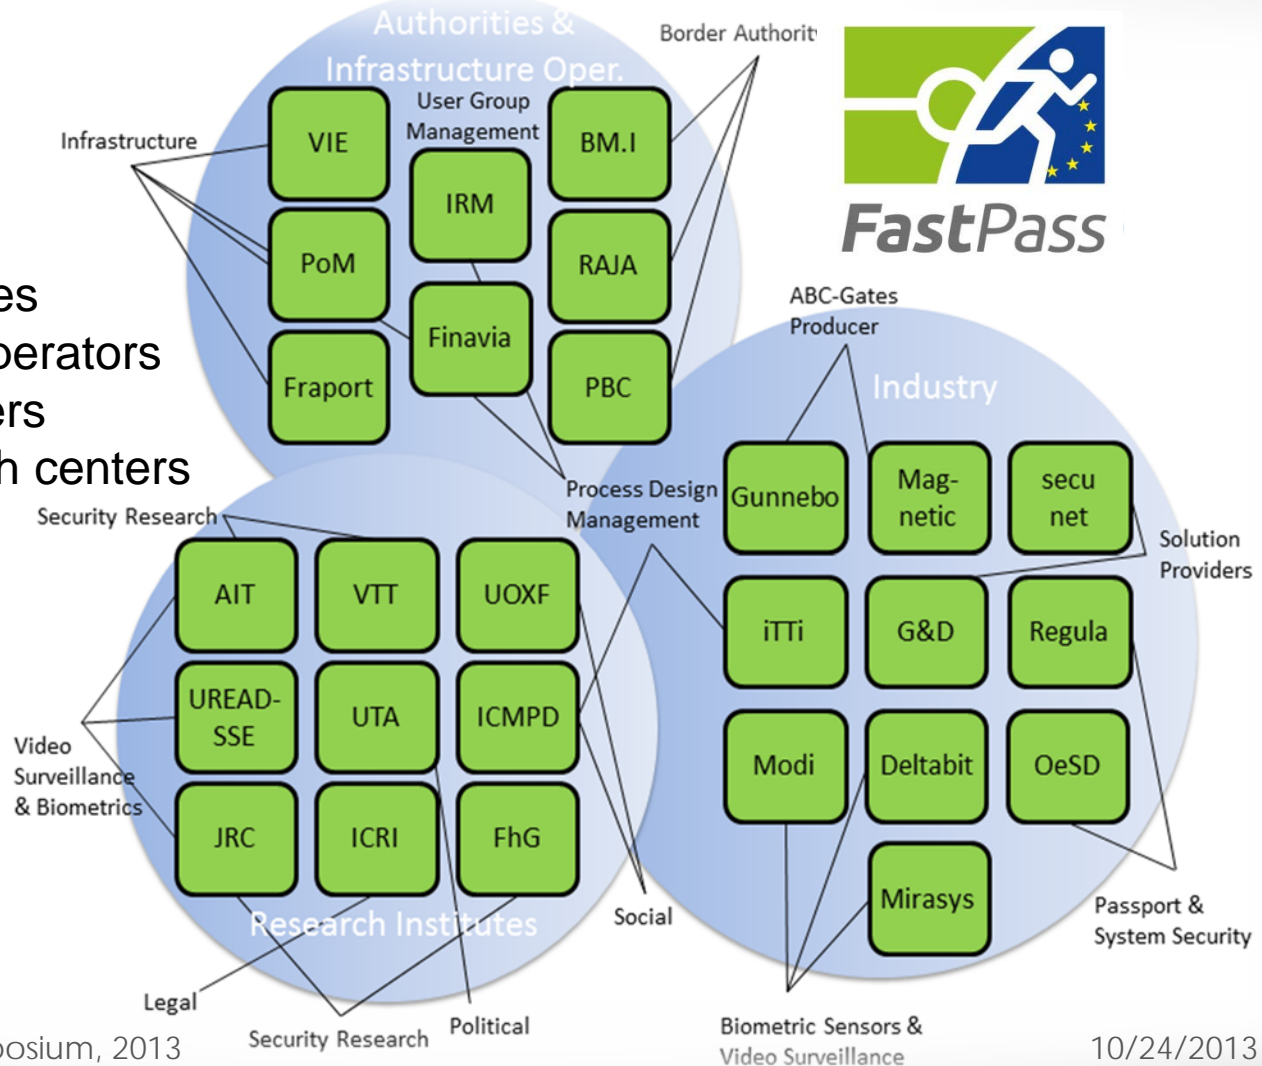 Authorities &
Infrastructure Oper.
Border Authorit
User Group
Management
Infrastructure
VIE
BM.I
IRM
PoM
RAJA
Finavia
Fraport
PBC
FastPass
es
perators
ers
h centers
ABC-Gates
Producer
Industry
Process Design
Management
Gunnebo
Mag-
netic
secu
net
Solution
Providers
iTTi
G&D
Regula
Modi
Deltabit
OeSD
Mirasys
Passport &
System Security
Biometric Sensors &
Video Surveillance
Security Research
AIT
VTT
UOXF
UREAD-
SSE
UTA
ICMPD
Video
Surveillance
& Biometrics
JRC
ICRI
FhG
Research Institutes
Social
Legal
Security Research
Political
posium, 2013
10/24/2013